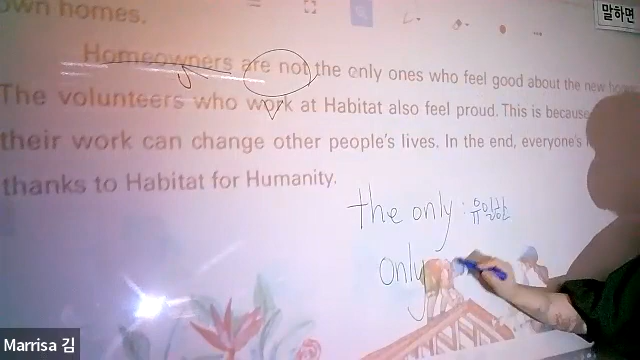 own homes.
말하면
Homeowners are not the only ones who feel good about the new
The volunteers who work at Habitat also feel proud. This is because
their work can change other people's lives. In the end, everyone's
thanks to Habitat for Humanity.
the only : 유일한
only
Marrisa 김